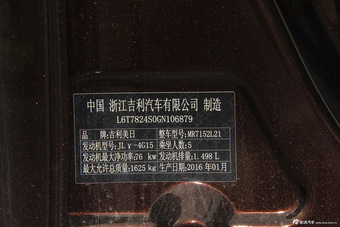 中国 浙江吉利汽车有限公司 制造
L6T7824S0GN106879
品 牌:吉利美日 整车型号:MR7152L21
发动机型号:JLγ-4G15 乘坐人数:5
发动机最大净功率:76 kw 发动机排量:1.498 L
最大允许总质量:1625 kg 生产日期:2016 年01月